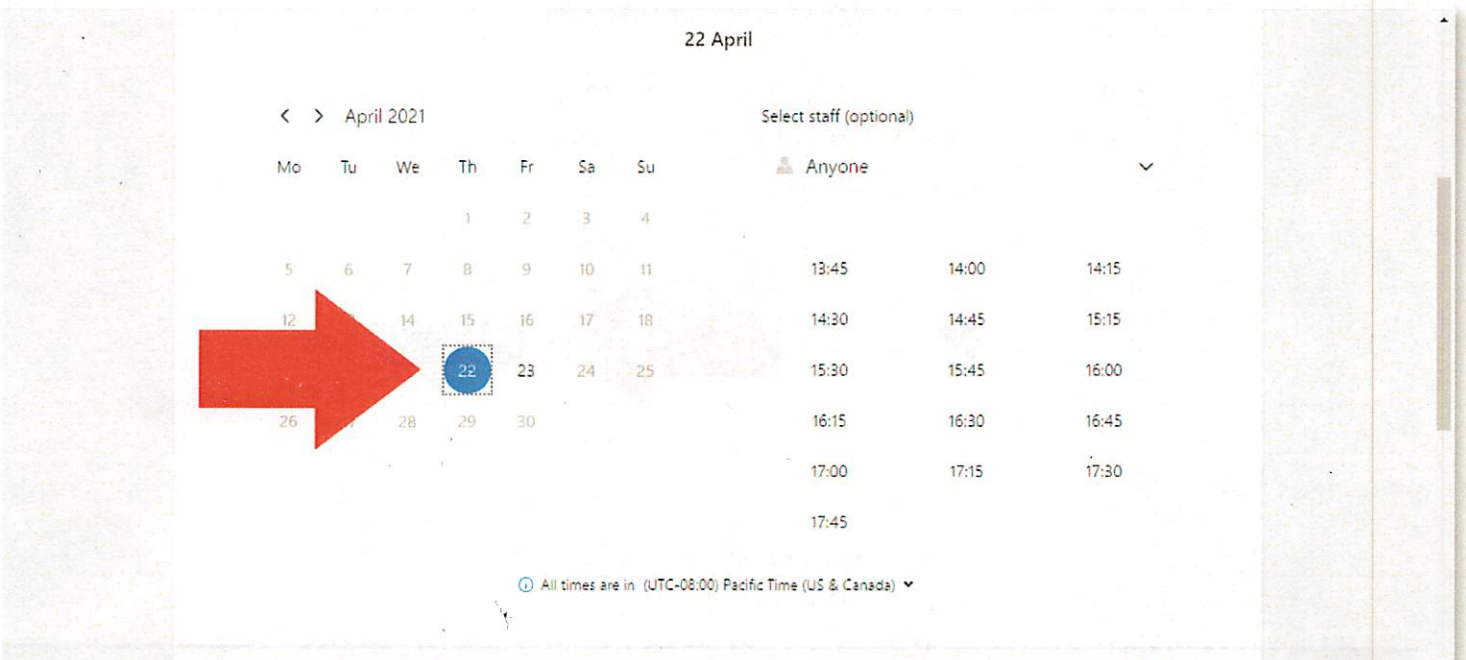 22 April
April 2021
Mo Tu We Th Fr Sa Su
1 2 3 4
5 6 7 8 9 10 11
12 14 15 16 17 18
22 23 24 25
26 28 29 30
Select staff (optional)
Anyone
13:45 14:00 14:15
14:30 14:45 15:15
15:30 15:45 16:00
16:15 16:30 16:45
17:00 17:15 17:30
17:45
All times are in (UTC-08:00) Pacific Time (US & Canada)